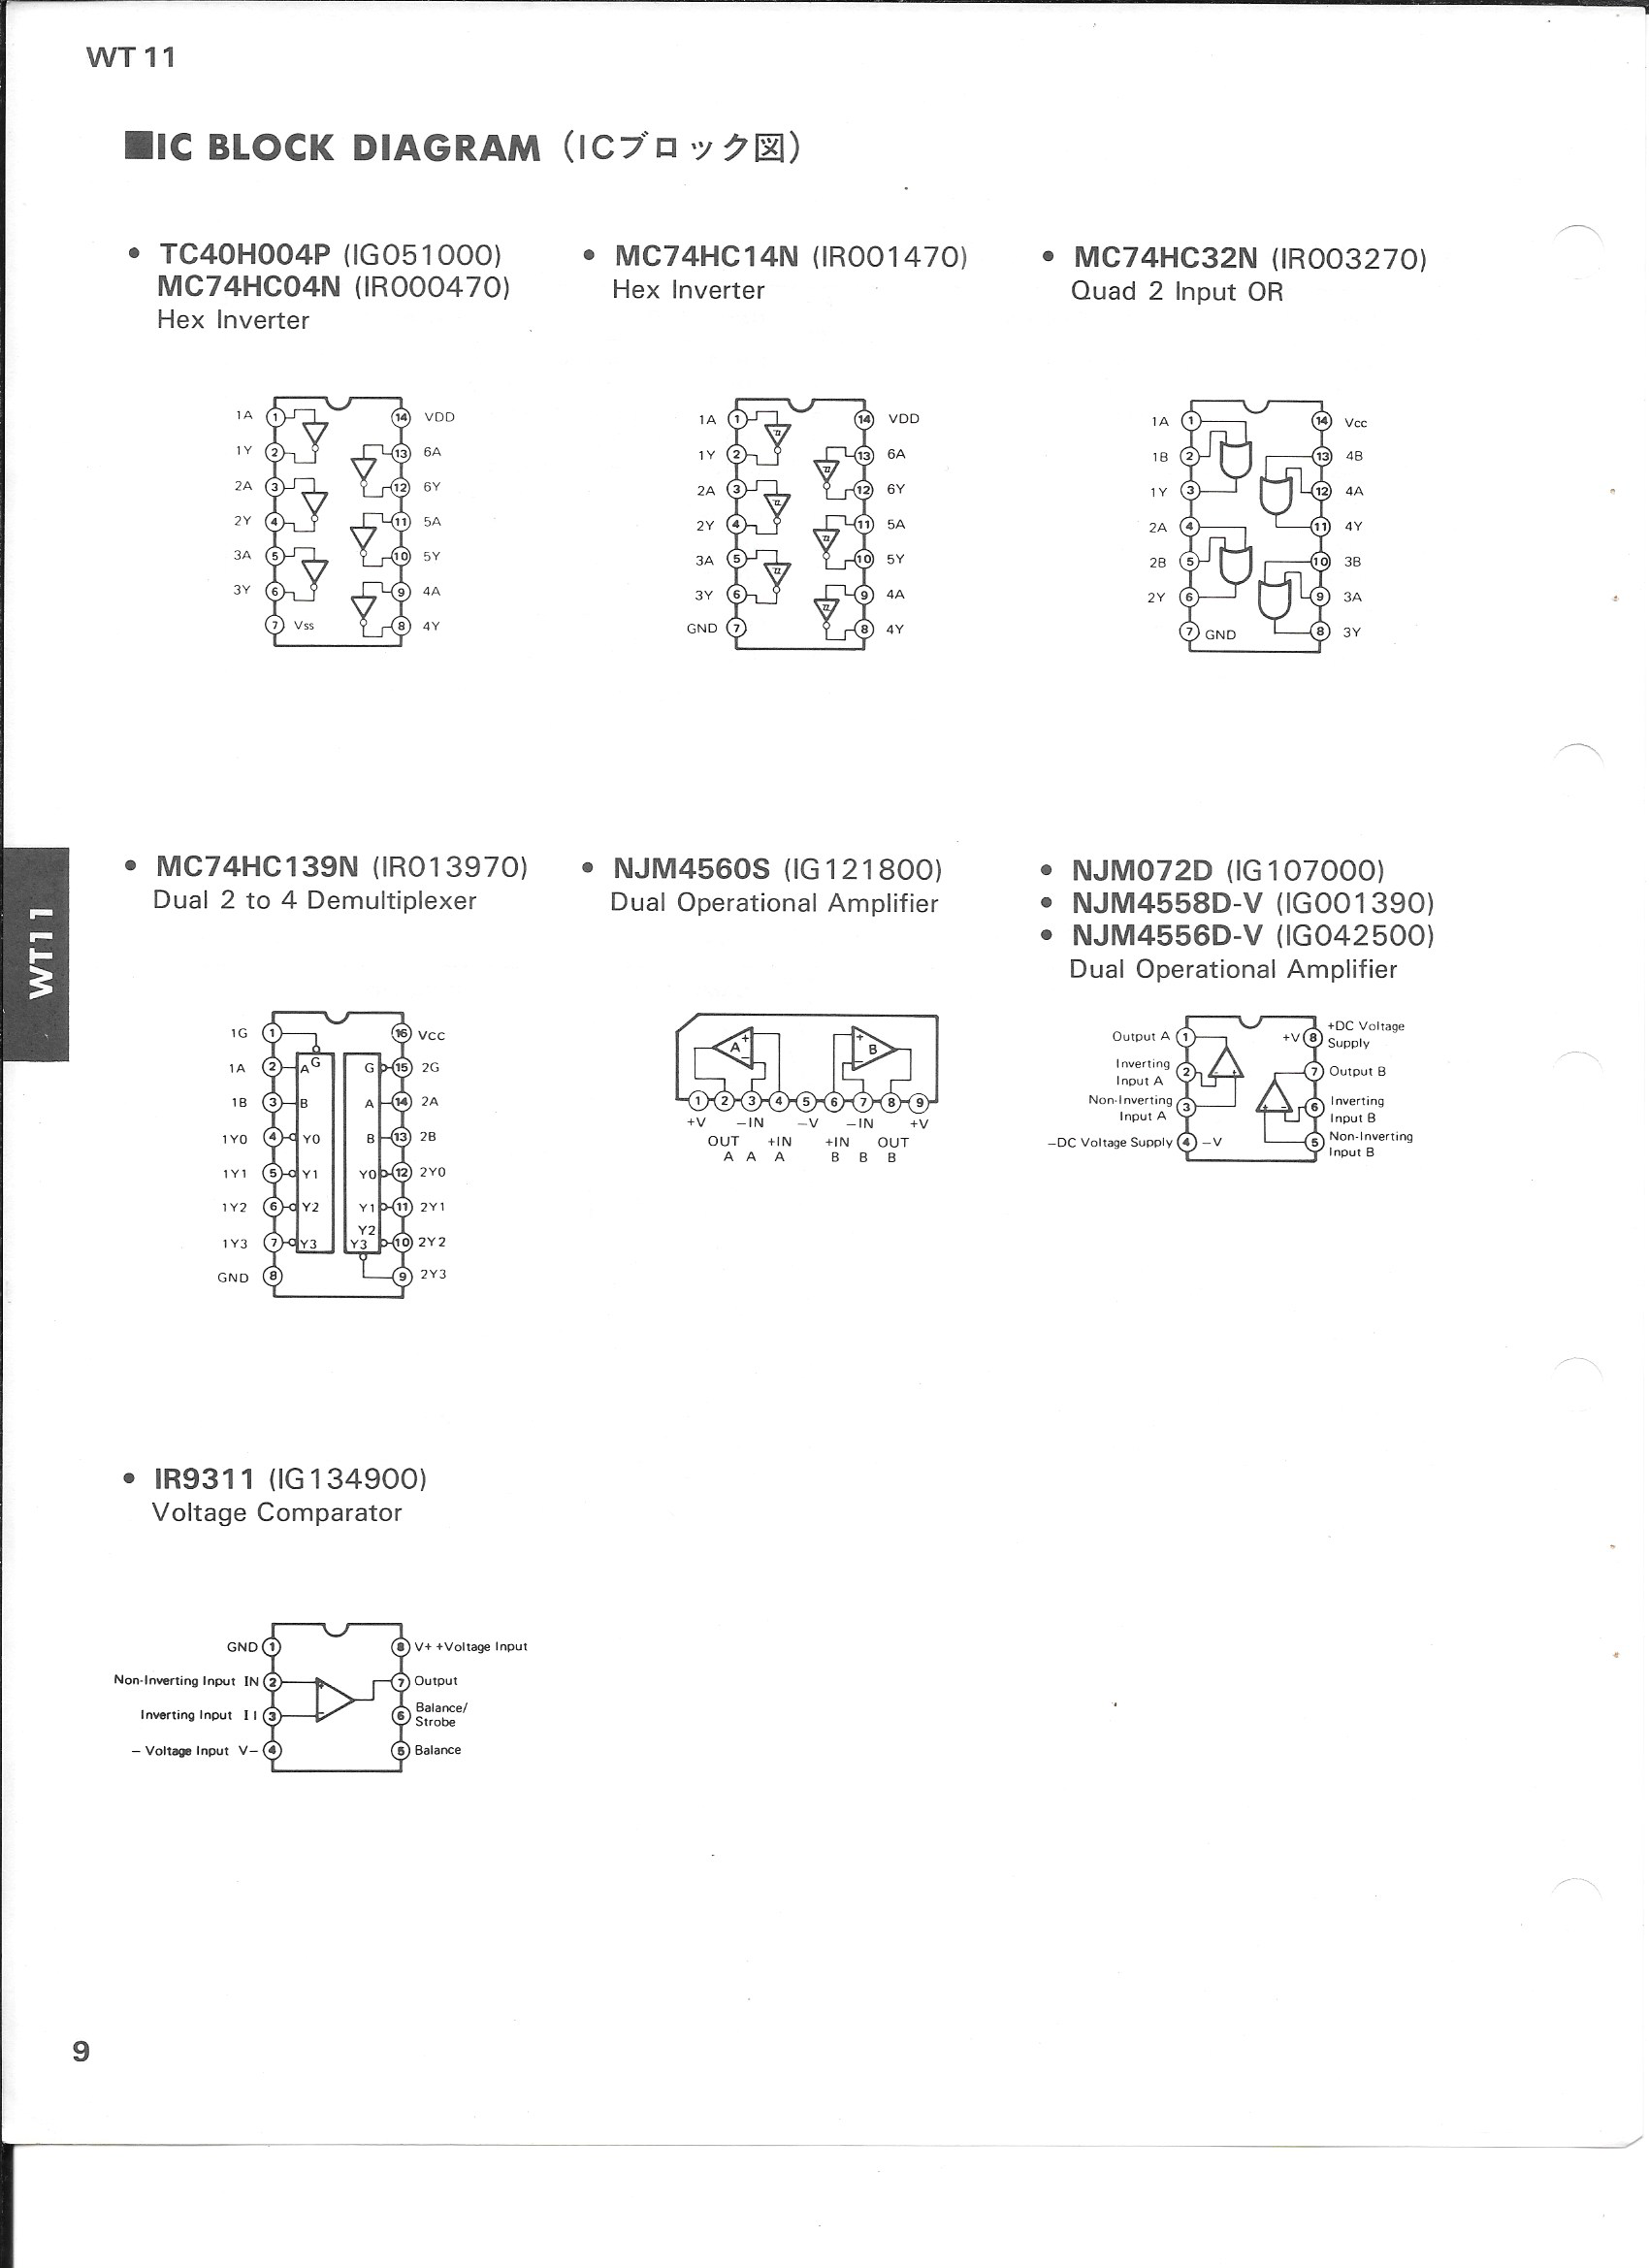 WT 11
■IC BLOCK DIAGRAM (ICブロック図)
• TC40H004P (IG051000)
MC74HC04N (IR000470)
Hex Inverter
1A 1 14 VDD
1Y 2 13 6A
2A 3 12 6Y
2Y 4 11 5A
3A 5 10 5Y
3Y 6 9 4A
7 Vss 8 4Y
• MC74HC14N (IR001470)
Hex Inverter
1A 1 14 VDD
1Y 2 13 6A
2A 3 12 6Y
2Y 4 11 5A
3A 5 10 5Y
3Y 6 9 4A
GND 7 8 4Y
• MC74HC32N (IR003270)
Quad 2 Input OR
1A 1 14 Vcc
1B 2 13 4B
1Y 3 12 4A
2A 4 11 4Y
2B 5 10 3B
2Y 6 9 3A
7 GND 8 3Y
WT11
• MC74HC139N (IR013970)
Dual 2 to 4 Demultiplexer
1G 1 16 Vcc
1A 2 A G G 15 2G
1B 3 B A 14 2A
1Y0 4 Y0 B 13 2B
1Y1 5 Y1 Y0 12 2Y0
1Y2 6 Y2 Y1 11 2Y1
Y2
1Y3 7 Y3 Y3 10 2Y2
GND 8 9 2Y3
• NJM4560S (IG121800)
Dual Operational Amplifier
A + − + − B
1 2 3 4 5 6 7 8 9
+V −IN −V −IN +V
OUT +IN +IN OUT
A A A B B B
• NJM072D (IG107000)
• NJM4558D-V (IG001390)
• NJM4556D-V (IG042500)
Dual Operational Amplifier
Output A 1 +V 8 +DC Voltage
Supply
Inverting
Input A 2 − + 7 Output B
Non-Inverting
Input A 3 + − 6 Inverting
Input B
−DC Voltage Supply 4 −V 5 Non-Inverting
Input B
• IR9311 (IG134900)
Voltage Comparator
GND 1 8 V+ +Voltage Input
Non-Inverting Input IN 2 + 7 Output
Inverting Input II 3 − 6 Balance/
Strobe
− Voltage Input V− 4 5 Balance
9